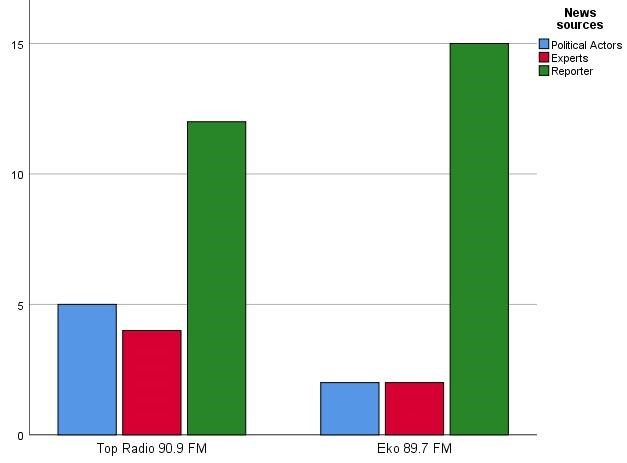 News
sources
Political Actors
Experts
Reporter
15
10
5
0
Top Radio 90.9 FM
Eko 89.7 FM